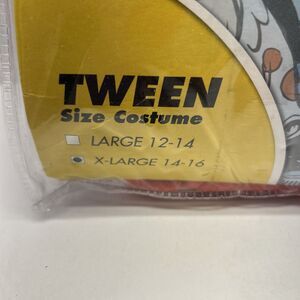 TWEEN
Size Costume
LARGE 12-14
X-LARGE 14-16